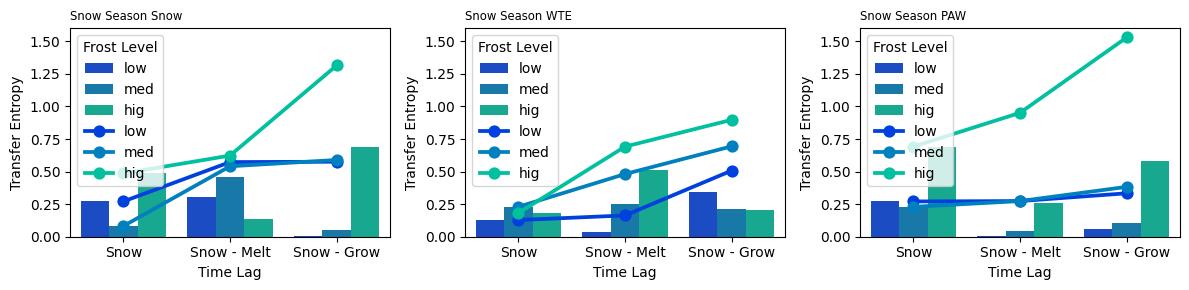 Snow Season Snow
Transfer Entropy
1.50
1.25
1.00
0.75
0.50
0.25
0.00
Frost Level
low
med
hig
low
med
hig
Snow
Snow - Melt
Snow - Grow
Time Lag
Snow Season WTE
Transfer Entropy
1.50
1.25
1.00
0.75
0.50
0.25
0.00
Frost Level
low
med
hig
low
med
hig
Snow
Snow - Melt
Snow - Grow
Time Lag
Snow Season PAW
Transfer Entropy
1.50
1.25
1.00
0.75
0.50
0.25
0.00
Frost Level
low
med
hig
low
med
hig
Snow
Snow - Melt
Snow - Grow
Time Lag